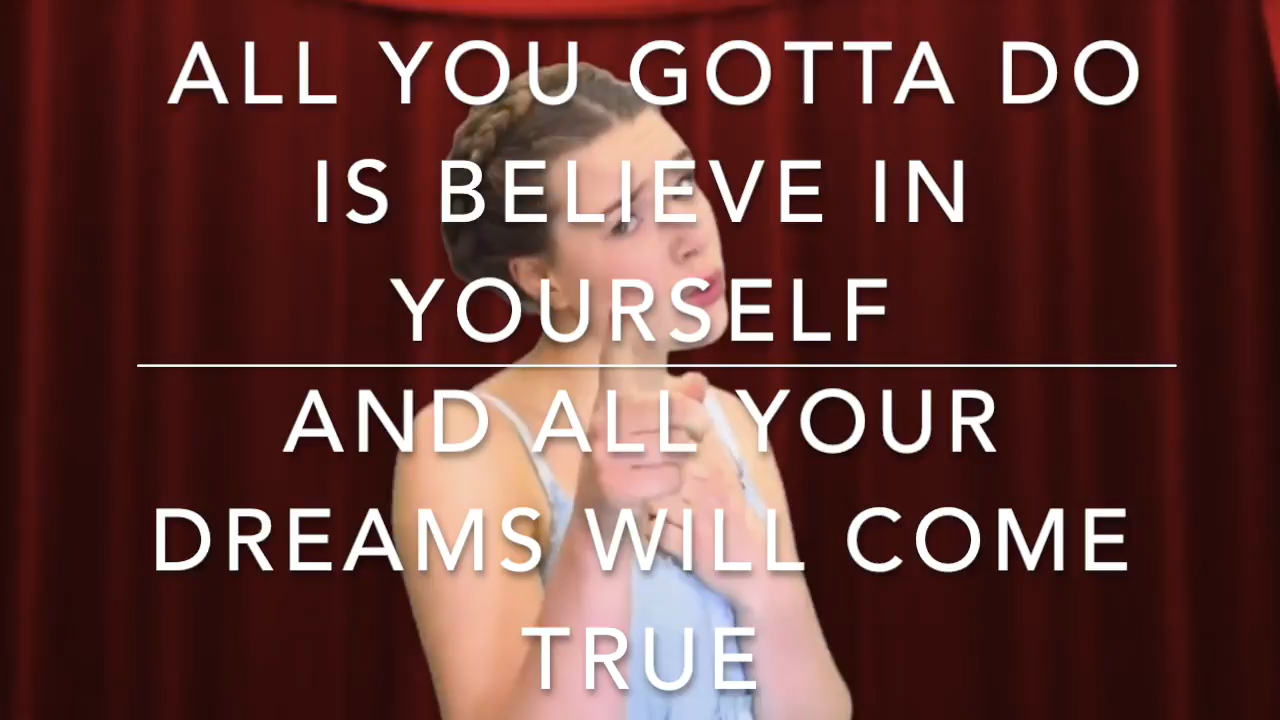 ALL YOU GOTTA DO
IS BELIEVE IN
YOURSELF
AND ALL YOUR
DREAMS WILL COME
TRUE